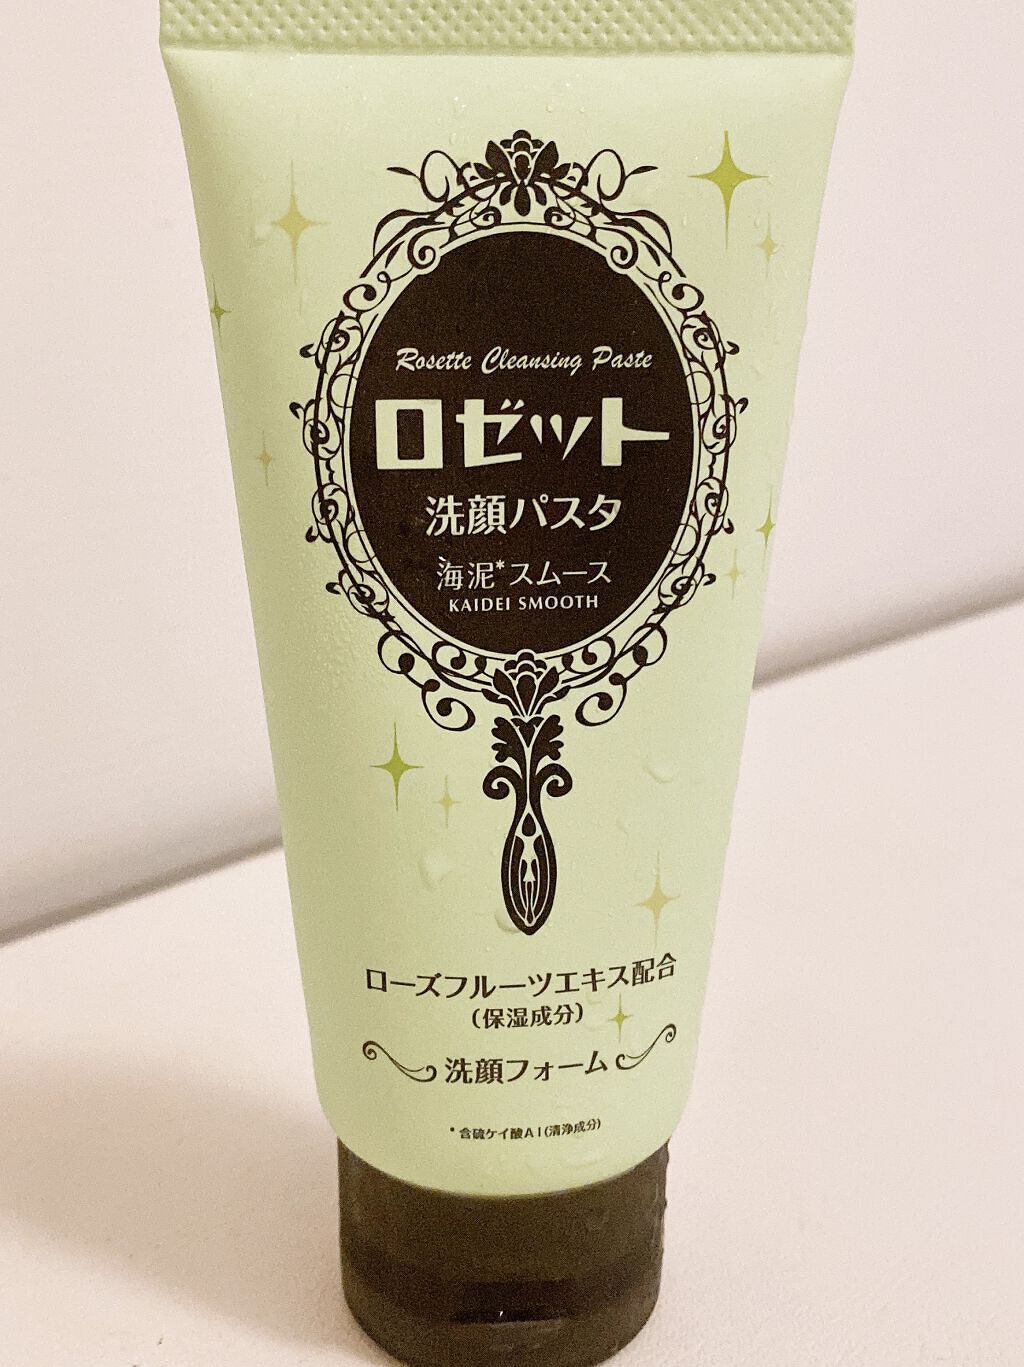 Rosette Cleansing Paste
ロゼット
洗顔パスタ
海泥*スムース
KAIDEI SMOOTH
ローズフルーツエキス配合
(保湿成分)
洗顔フォーム
*含硫ケイ酸Al(清浄成分)